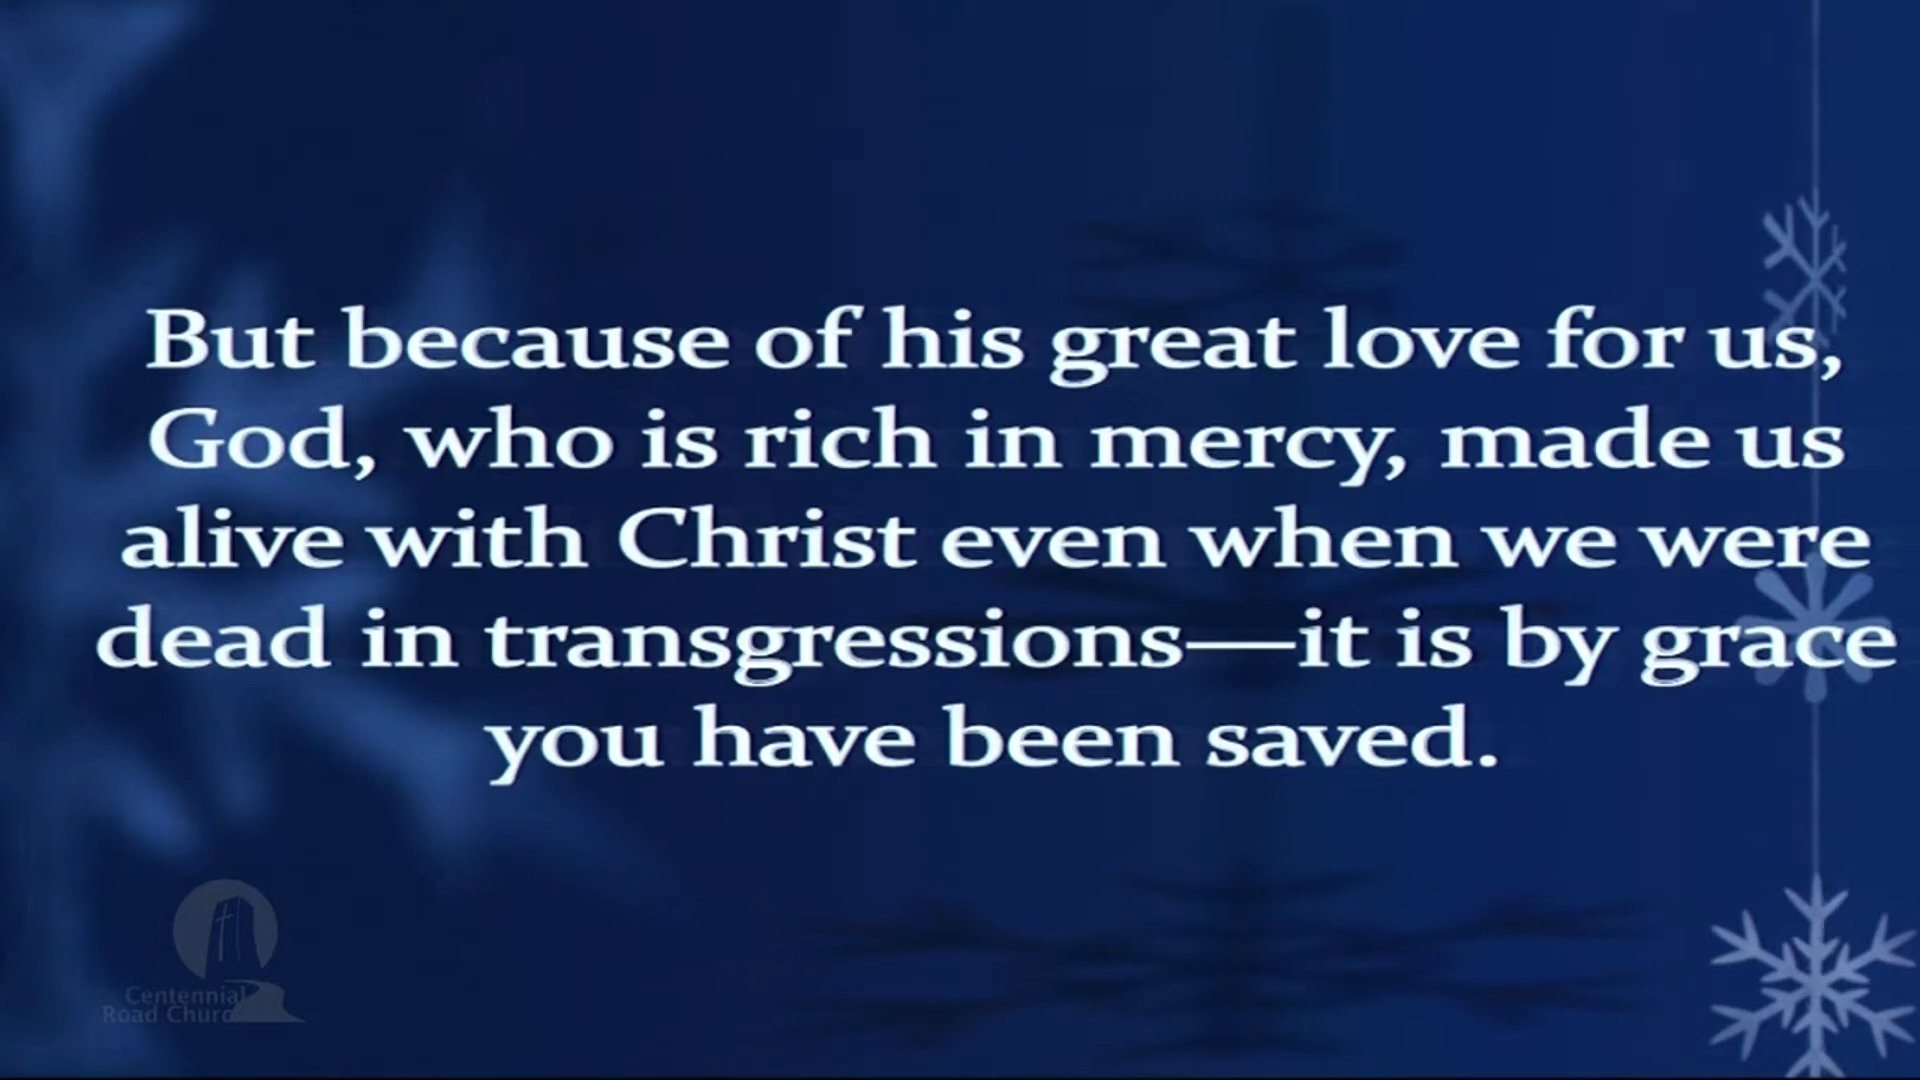 But because of his great love for us,
God, who is rich in mercy, made us
alive with Christ even when we were
dead in transgressions—it is by grace
you have been saved.
Centennial
Road Church